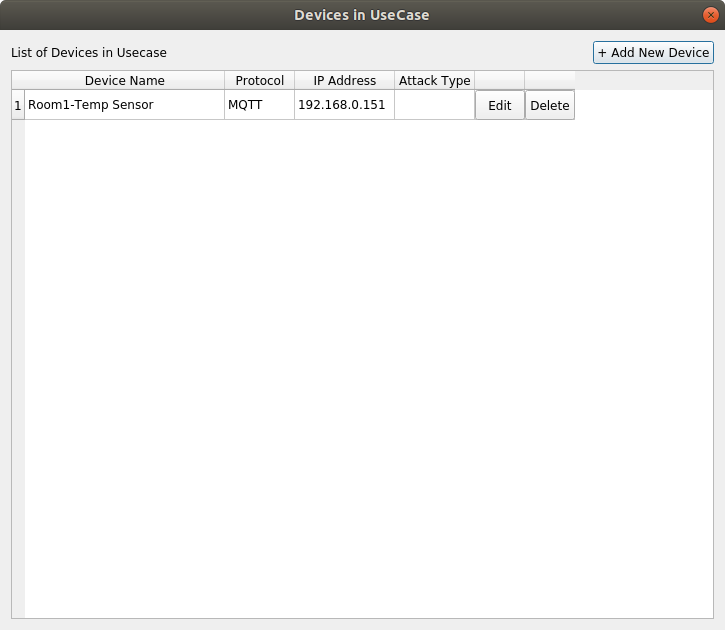 Devices in UseCase
List of Devices in Usecase + Add New Device
Device Name Protocol IP Address Attack Type
1 Room1-Temp Sensor MQTT 192.168.0.151 Edit Delete